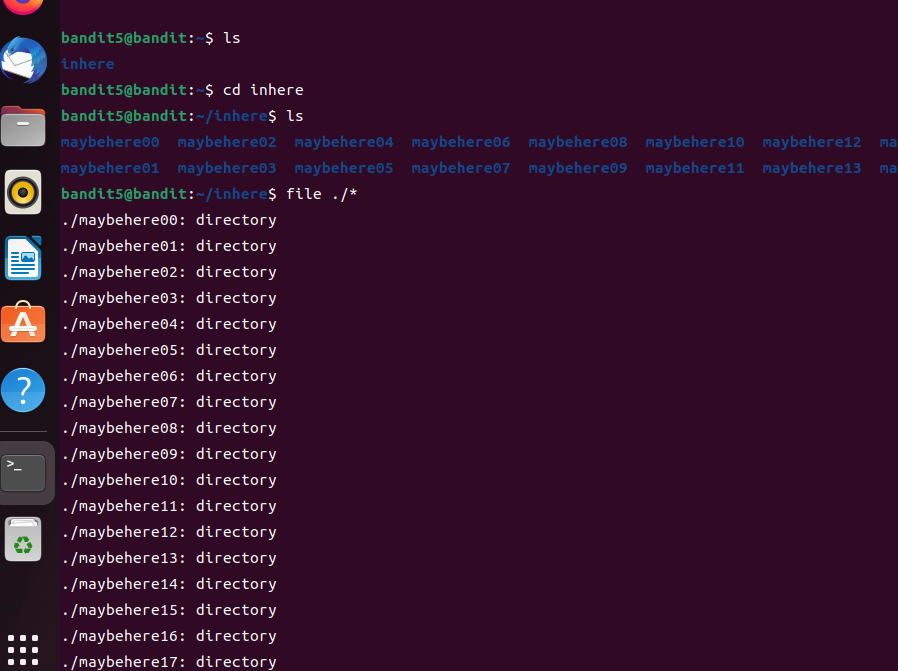 bandit5@bandit:~$ ls
inhere
bandit5@bandit:~$ cd inhere
bandit5@bandit:~/inhere$ ls
maybehere00  maybehere02  maybehere04  maybehere06  maybehere08  maybehere10  maybehere12  ma
maybehere01  maybehere03  maybehere05  maybehere07  maybehere09  maybehere11  maybehere13  ma
bandit5@bandit:~/inhere$ file ./*
./maybehere00: directory
./maybehere01: directory
./maybehere02: directory
./maybehere03: directory
./maybehere04: directory
./maybehere05: directory
./maybehere06: directory
./maybehere07: directory
./maybehere08: directory
./maybehere09: directory
./maybehere10: directory
./maybehere11: directory
./maybehere12: directory
./maybehere13: directory
./maybehere14: directory
./maybehere15: directory
./maybehere16: directory
./maybehere17: directory